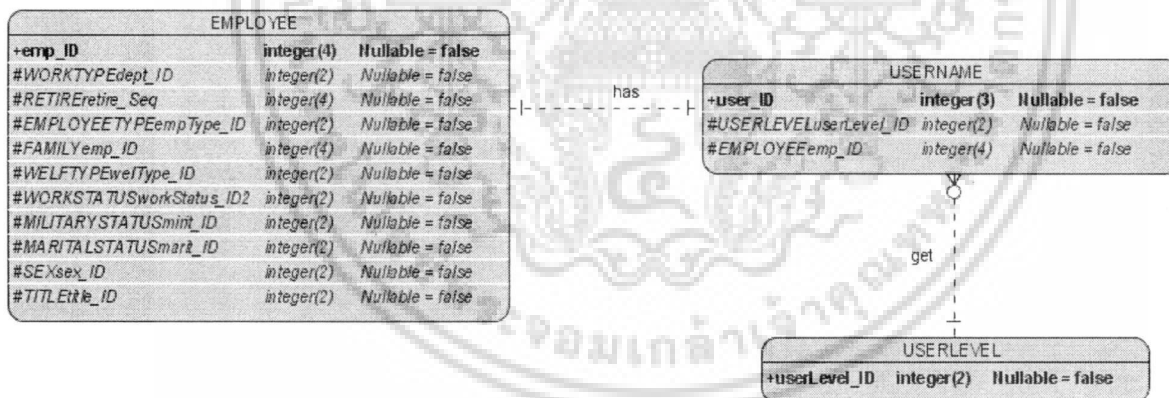 EMPLOYEE
+emp_ID integer(4) Nullable = false
#WORKTYPEdept_ID integer(2) Nullable = false
#RETIREretire_Seq integer(4) Nullable = false
#EMPLOYEETYPEempType_ID integer(2) Nullable = false
#FAMILYemp_ID integer(4) Nullable = false
#WELFTYPEwelType_ID integer(2) Nullable = false
#WORKSTATUSworkStatus_ID2 integer(2) Nullable = false
#MILITARYSTATUSmirit_ID integer(2) Nullable = false
#MARITALSTATUSmarit_ID integer(2) Nullable = false
#SEXsex_ID integer(2) Nullable = false
#TITLEtitle_ID integer(2) Nullable = false
has
USERNAME
+user_ID integer(3) Nullable = false
#USERLEVELuserLevel_ID integer(2) Nullable = false
#EMPLOYEEemp_ID integer(4) Nullable = false
get
USERLEVEL
+userLevel_ID integer(2) Nullable = false